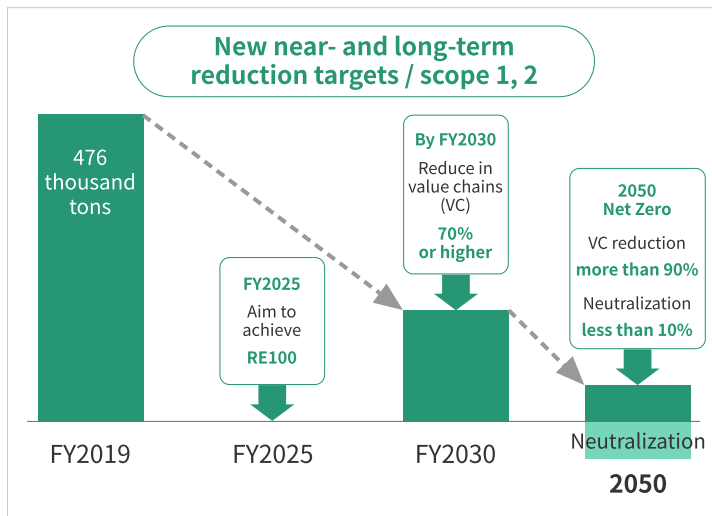 New near- and long-term
reduction targets / scope 1, 2
476
thousand
tons
FY2025
Aim to
achieve
RE100
By FY2030
Reduce in
value chains
(VC)
70%
or higher
2050
Net Zero
VC reduction
more than 90%
Neutralization
less than 10%
FY2019
FY2025
FY2030
Neutralization
2050